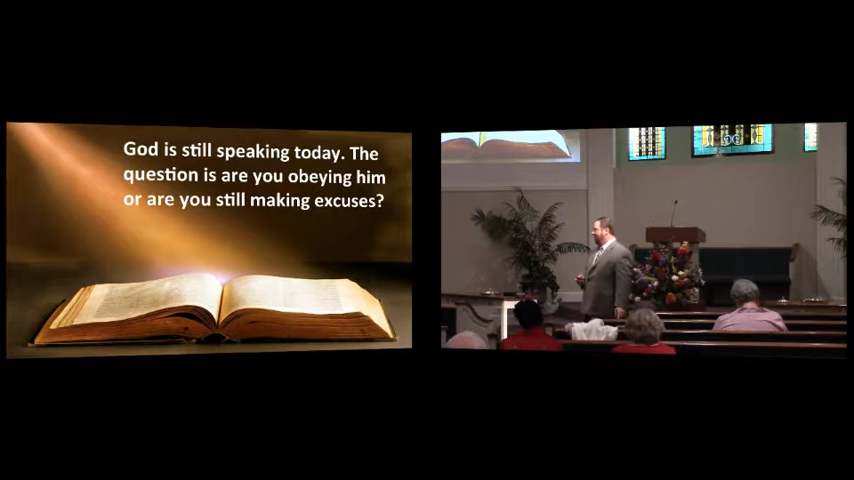 God is still speaking today. The
question is are you obeying him
or are you still making excuses?